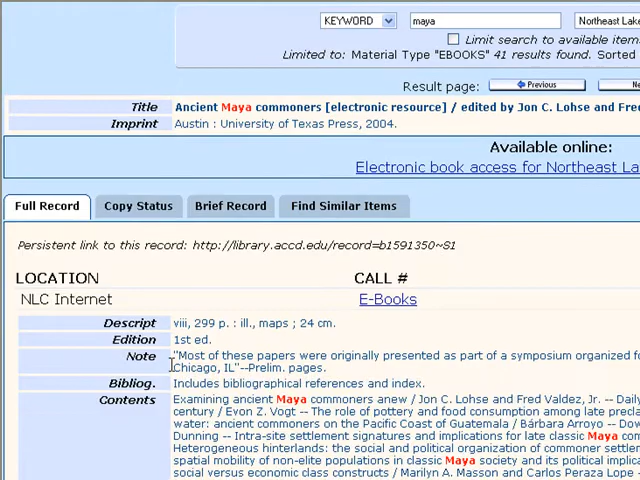 KEYWORD maya Northeast Lake
Limit search to available item
Limited to: Material Type "EBOOKS" 41 results found. Sorted
Result page: Previous Ne
Title Ancient Maya commoners [electronic resource] / edited by Jon C. Lohse and Fre
Imprint Austin : University of Texas Press, 2004.
Available online:
Electronic book access for Northeast La
Full Record Copy Status Brief Record Find Similar Items
Persistent link to this record: http://library.accd.edu/record=b1591350~S1
LOCATION CALL #
NLC Internet E-Books
Descript viii, 299 p. : ill., maps ; 24 cm.
Edition 1st ed.
Note "Most of these papers were originally presented as part of a symposium organized fo
Chicago, IL"--Prelim. pages.
Bibliog. Includes bibliographical references and index.
Contents Examining ancient Maya commoners anew / Jon C. Lohse and Fred Valdez, Jr. -- Daily
century / Evon Z. Vogt -- The role of pottery and food consumption among late precla
water: ancient commoners on the Pacific Coast of Guatemala / Bárbara Arroyo -- Do
Dunning -- Intra-site settlement signatures and implications for late classic Maya co
Heterogeneous hinterlands: the social and political organization of commoner settle
spatial mobility of non-elite populations in classic Maya society and its political implica
social versus economic class constructs / Marilyn A. Masson and Carlos Peraza Lope -